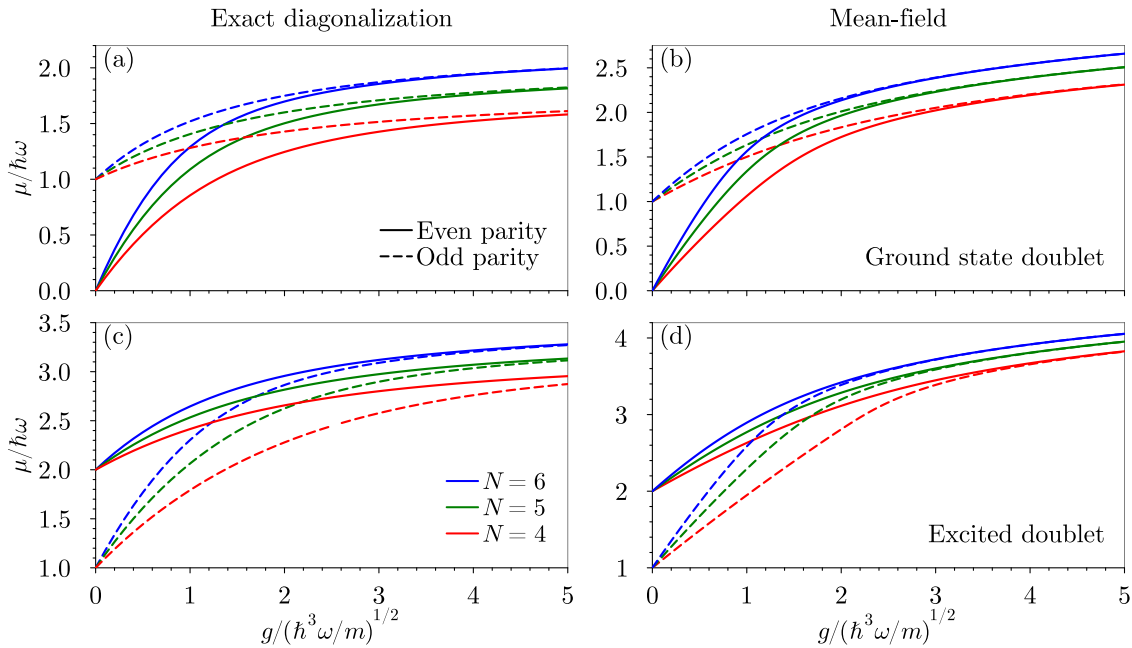 Exact diagonalization
Mean-field
(a)
μ/ħω
2.0
1.5
1.0
0.5
0.0
Even parity
Odd parity
(b)
2.5
2.0
1.5
1.0
0.5
0.0
Ground state doublet
(c)
μ/ħω
3.5
3.0
2.5
2.0
1.5
1.0
N = 6
N = 5
N = 4
0 1 2 3 4 5
g/(ħ³ω/m)^{1/2}
(d)
4
3
2
1
Excited doublet
0 1 2 3 4 5
g/(ħ³ω/m)^{1/2}